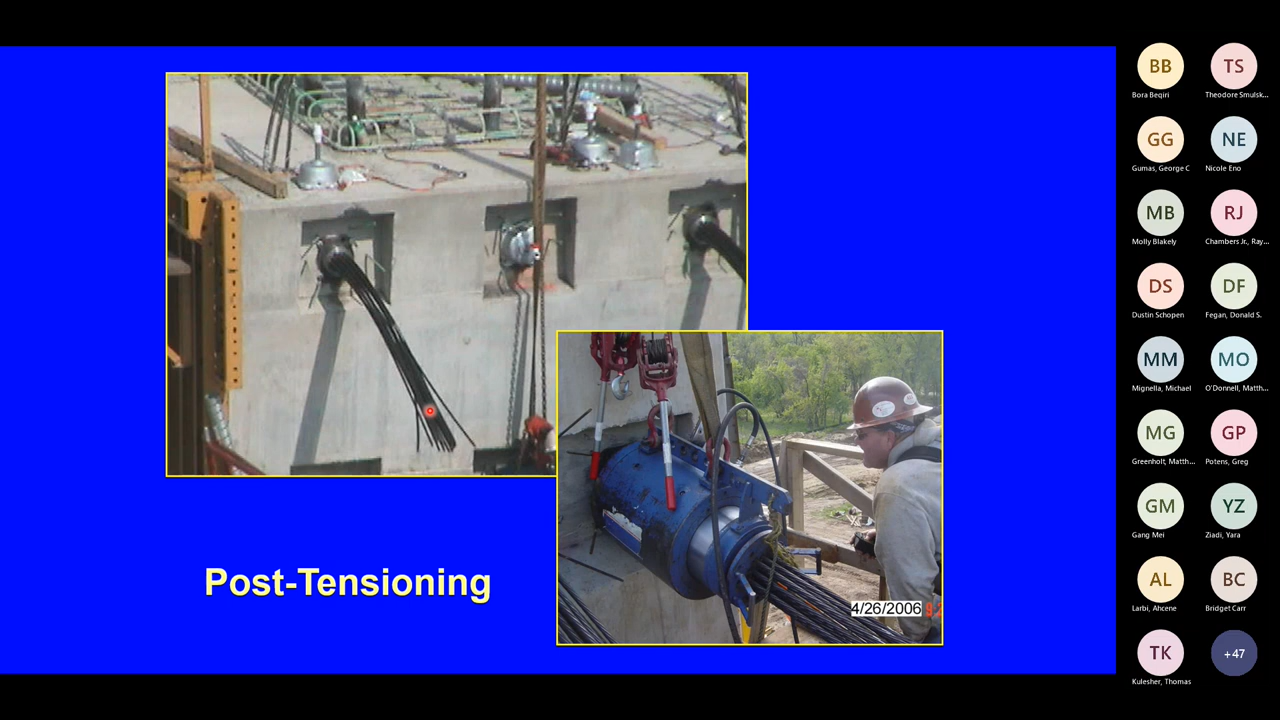 BB
TS
Bora Beqiri
Theodore Smulsk...
GG
NE
Gumas, George C
Nicole Eno
MB
RJ
Molly Blakely
Chambers Jr., Ray...
DS
DF
Dustin Schopen
Fegan, Donald S.
MM
MO
Mignella, Michael
O'Donnell, Matth...
MG
GP
Greenholt, Matth...
Potens, Greg
GM
YZ
Gang Mei
Ziadi, Yara
AL
BC
Larbi, Ahcene
Bridget Carr
TK
+47
Kulesher, Thomas
Post-Tensioning
4/26/2006